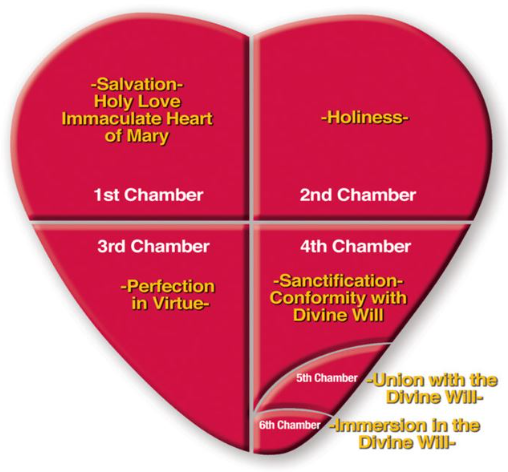 -Salvation-
Holy Love
Immaculate Heart
of Mary
1st Chamber
-Holiness-
2nd Chamber
3rd Chamber
-Perfection
in Virtue-
4th Chamber
-Sanctification-
Conformity with
Divine Will
5th Chamber
-Union with the
Divine Will-
6th Chamber
-Immersion in the
Divine Will-